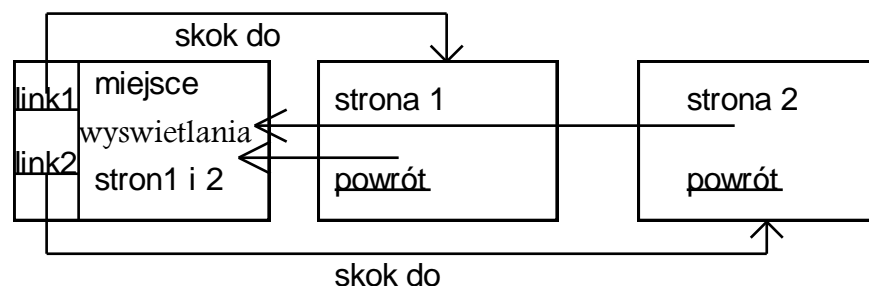 skok do
link1
miejsce
wyswietlania
link2
stron1 i 2
strona 1
powrót
strona 2
powrót
skok do